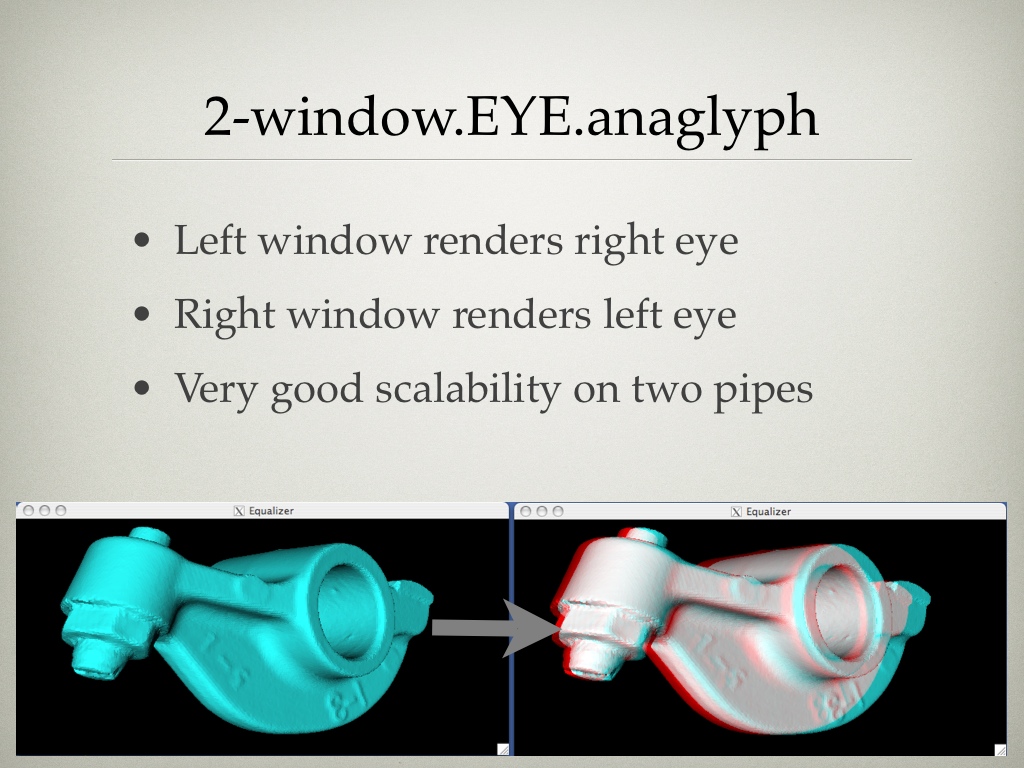 2-window.EYE.anaglyph
• Left window renders right eye
• Right window renders left eye
• Very good scalability on two pipes
X Equalizer
X Equalizer